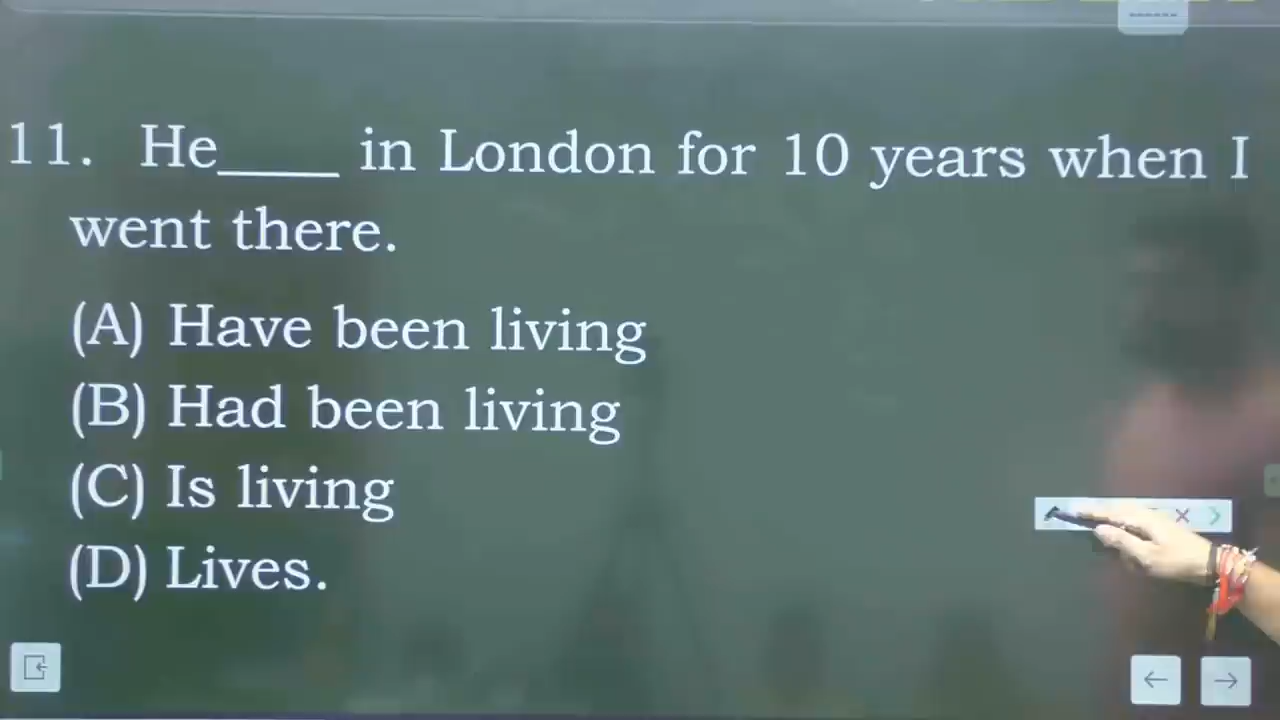 11. He____ in London for 10 years when I
went there.
(A) Have been living
(B) Had been living
(C) Is living
(D) Lives.